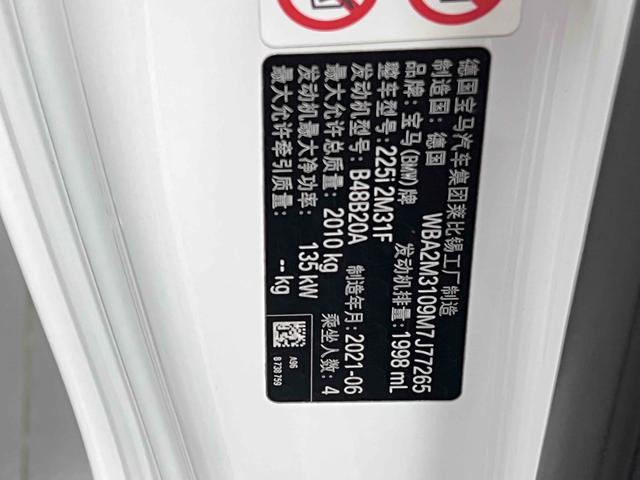 德国宝马汽车集团莱比锡工厂 制造
制造国: 德国 WBA2M3109M7J77265
品牌: 宝马(BMW)牌 发动机排量: 1998 mL
整车型号: 225i 2M31F
发动机型号: B48B20A 制造年月: 2021-06
最大允许总质量: 2010 kg 乘坐人数: 4
发动机最大净功率: 135 kW
最大允许牵引质量: -- kg
A96
8 738 759